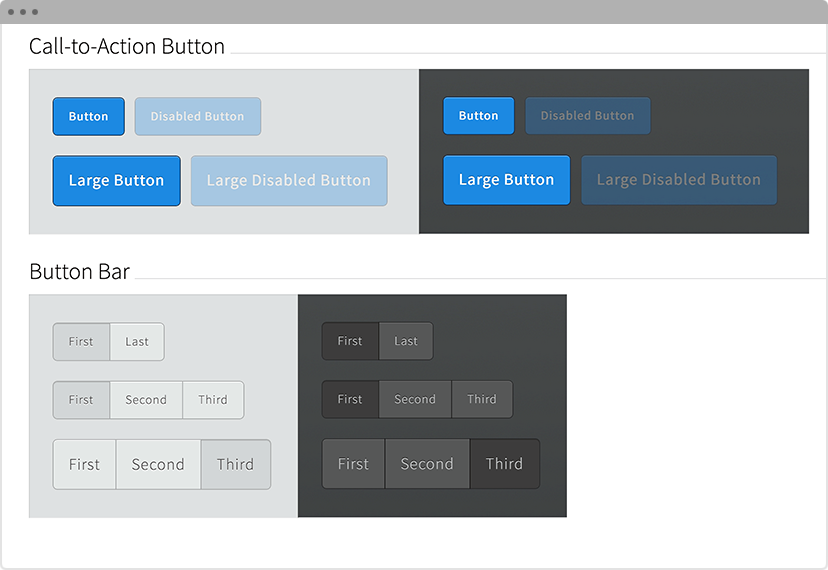 Call-to-Action Button
Button Disabled Button
Large Button Large Disabled Button
Button Disabled Button
Large Button Large Disabled Button
Button Bar
First Last
First Second Third
First Second Third
First Last
First Second Third
First Second Third